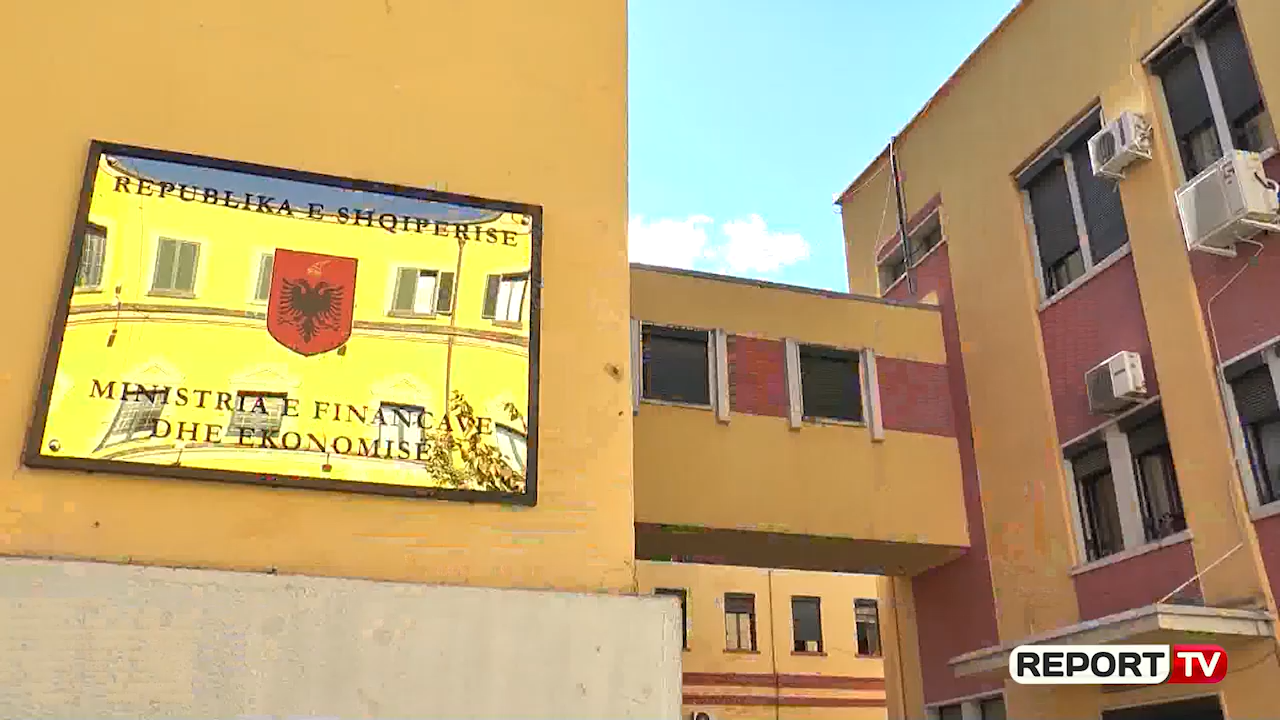 REPUBLIKA E SHQIPERISE
MINISTRIA E FINANCAVE
DHE EKONOMISE
REPORT TV